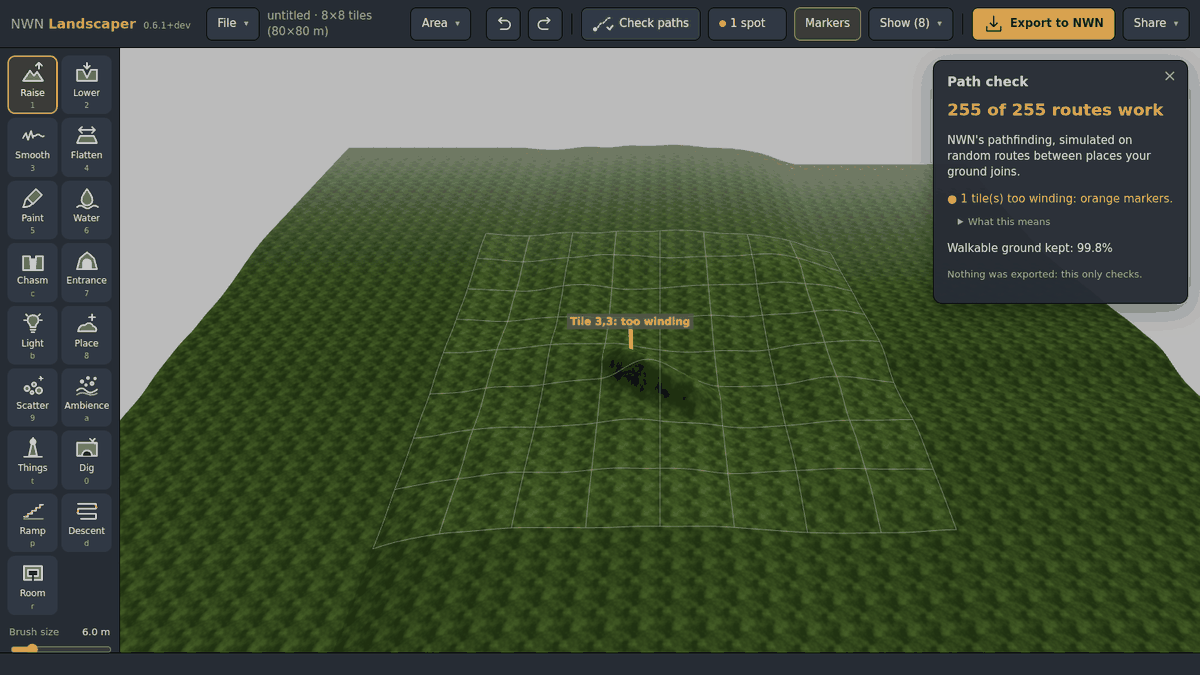 NWN Landscaper 0.6.1+dev
File ▾
untitled · 8×8 tiles
(80×80 m)
Area ▾
Check paths
1 spot
Markers
Show (8) ▾
Export to NWN
Share ▾
Raise
1
Lower
2
Smooth
3
Flatten
4
Paint
5
Water
6
Chasm
c
Entrance
7
Light
b
Place
8
Scatter
9
Ambience
a
Things
t
Dig
0
Ramp
p
Descent
d
Room
r
Brush size 6.0 m
Tile 3,3: too winding
Path check
255 of 255 routes work
NWN's pathfinding, simulated on
random routes between places your
ground joins.
1 tile(s) too winding: orange markers.
What this means
Walkable ground kept: 99.8%
Nothing was exported: this only checks.